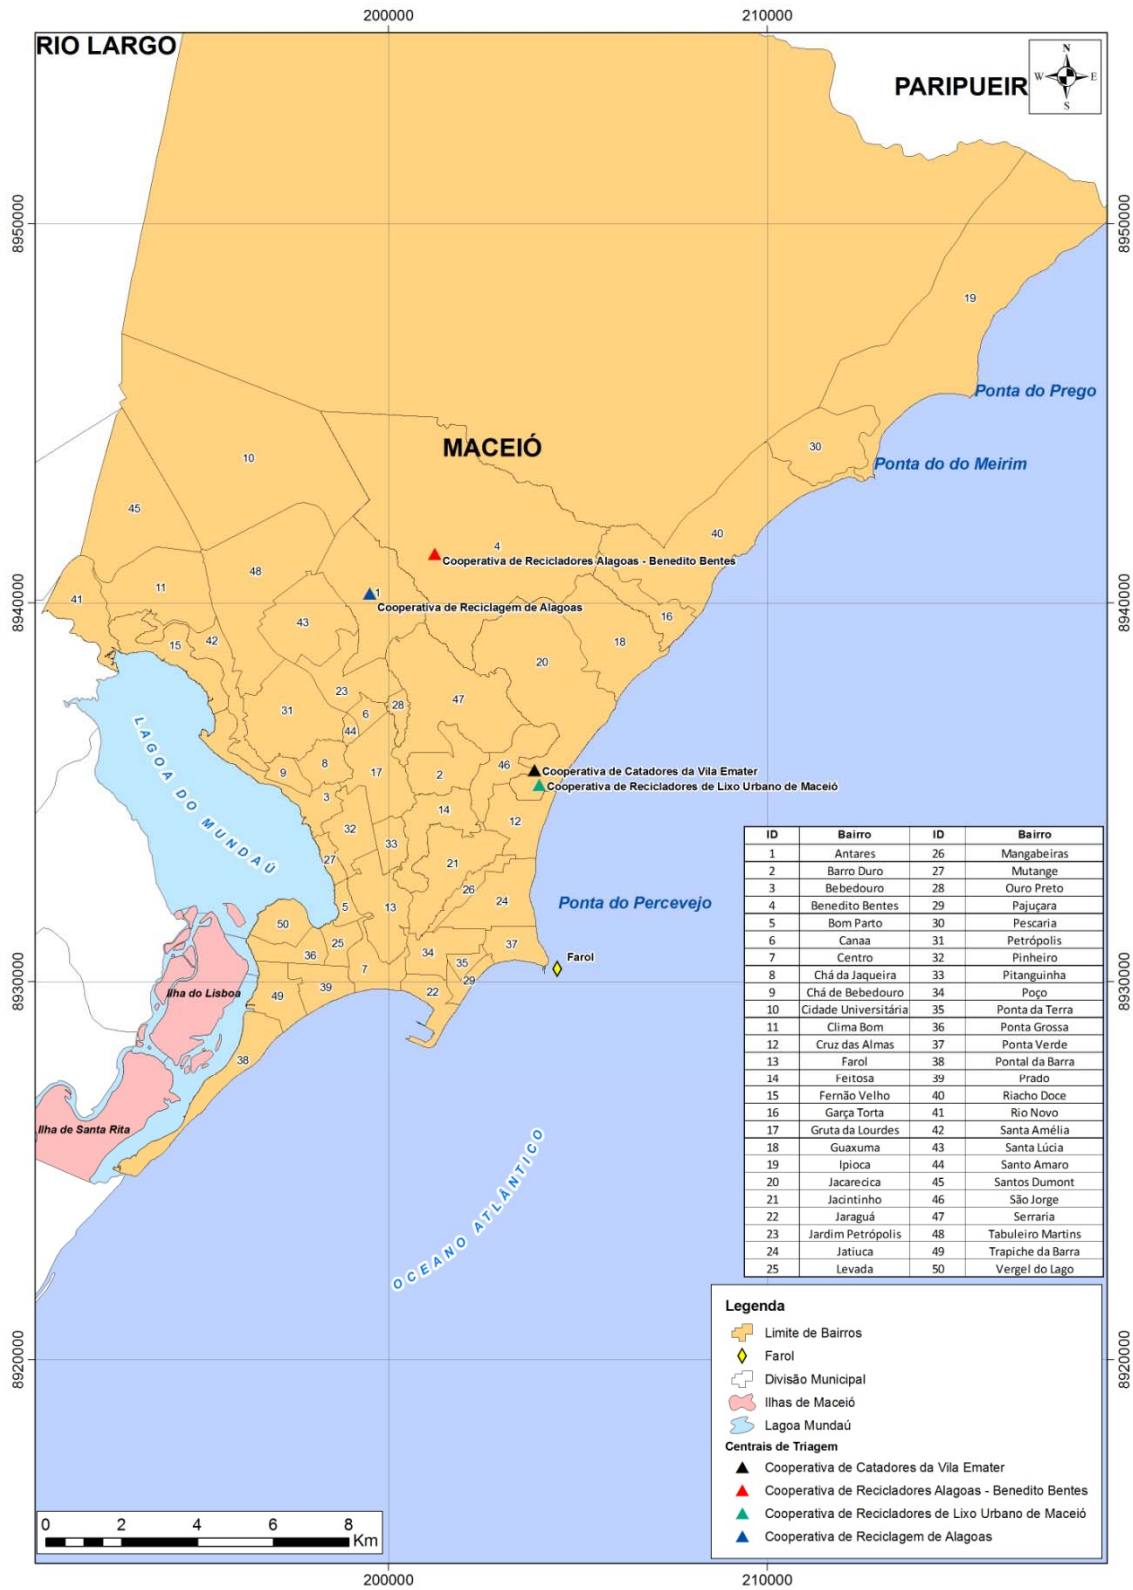 200000 210000
RIO LARGO
PARIPUEIR
N
W E
S
8950000 8950000
19
Ponta do Prego
MACEIÓ
30
10
Ponta do do Meirim
45
40
4
Cooperativa de Recicladores Alagoas - Benedito Bentes
48
11
1
41 8940000 8940000
Cooperativa de Reciclagem de Alagoas
16
43
42
15
18
20
23
47
28
31
6
44
8
46
9
17
2
Cooperativa de Catadores da Vila Emater
Cooperativa de Recicladores de Lixo Urbano de Maceió
3
14
12
32
33
27
21
26
24
5
13
Ponta do Percevejo
LAGOA DO MUNDAÚ
50
25
37
36
34
Farol
35
7
29
8930000 8930000
39
22
49
Ilha do Lisboa
38
Ilha de Santa Rita
OCEANO ATLÂNTICO
ID Bairro ID Bairro
1 Antares 26 Mangabeiras
2 Barro Duro 27 Mutange
3 Bebedouro 28 Ouro Preto
4 Benedito Bentes 29 Pajuçara
5 Bom Parto 30 Pescaria
6 Canaa 31 Petrópolis
7 Centro 32 Pinheiro
8 Chá da Jaqueira 33 Pitanguinha
9 Chá de Bebedouro 34 Poço
10 Cidade Universitária 35 Ponta da Terra
11 Clima Bom 36 Ponta Grossa
12 Cruz das Almas 37 Ponta Verde
13 Farol 38 Pontal da Barra
14 Feitosa 39 Prado
15 Fernão Velho 40 Riacho Doce
16 Garça Torta 41 Rio Novo
17 Gruta da Lourdes 42 Santa Amélia
18 Guaxuma 43 Santa Lúcia
19 Ipioca 44 Santo Amaro
20 Jacarecica 45 Santos Dumont
21 Jacintinho 46 São Jorge
22 Jaraguá 47 Serraria
23 Jardim Petrópolis 48 Tabuleiro Martins
24 Jatiuca 49 Trapiche da Barra
25 Levada 50 Vergel do Lago
Legenda
Limite de Bairros
Farol
Divisão Municipal
Ilhas de Maceió
Lagoa Mundaú
Centrais de Triagem
Cooperativa de Catadores da Vila Emater
Cooperativa de Recicladores Alagoas - Benedito Bentes
Cooperativa de Recicladores de Lixo Urbano de Maceió
Cooperativa de Reciclagem de Alagoas
8920000 8920000
0 2 4 6 8
Km
200000 210000